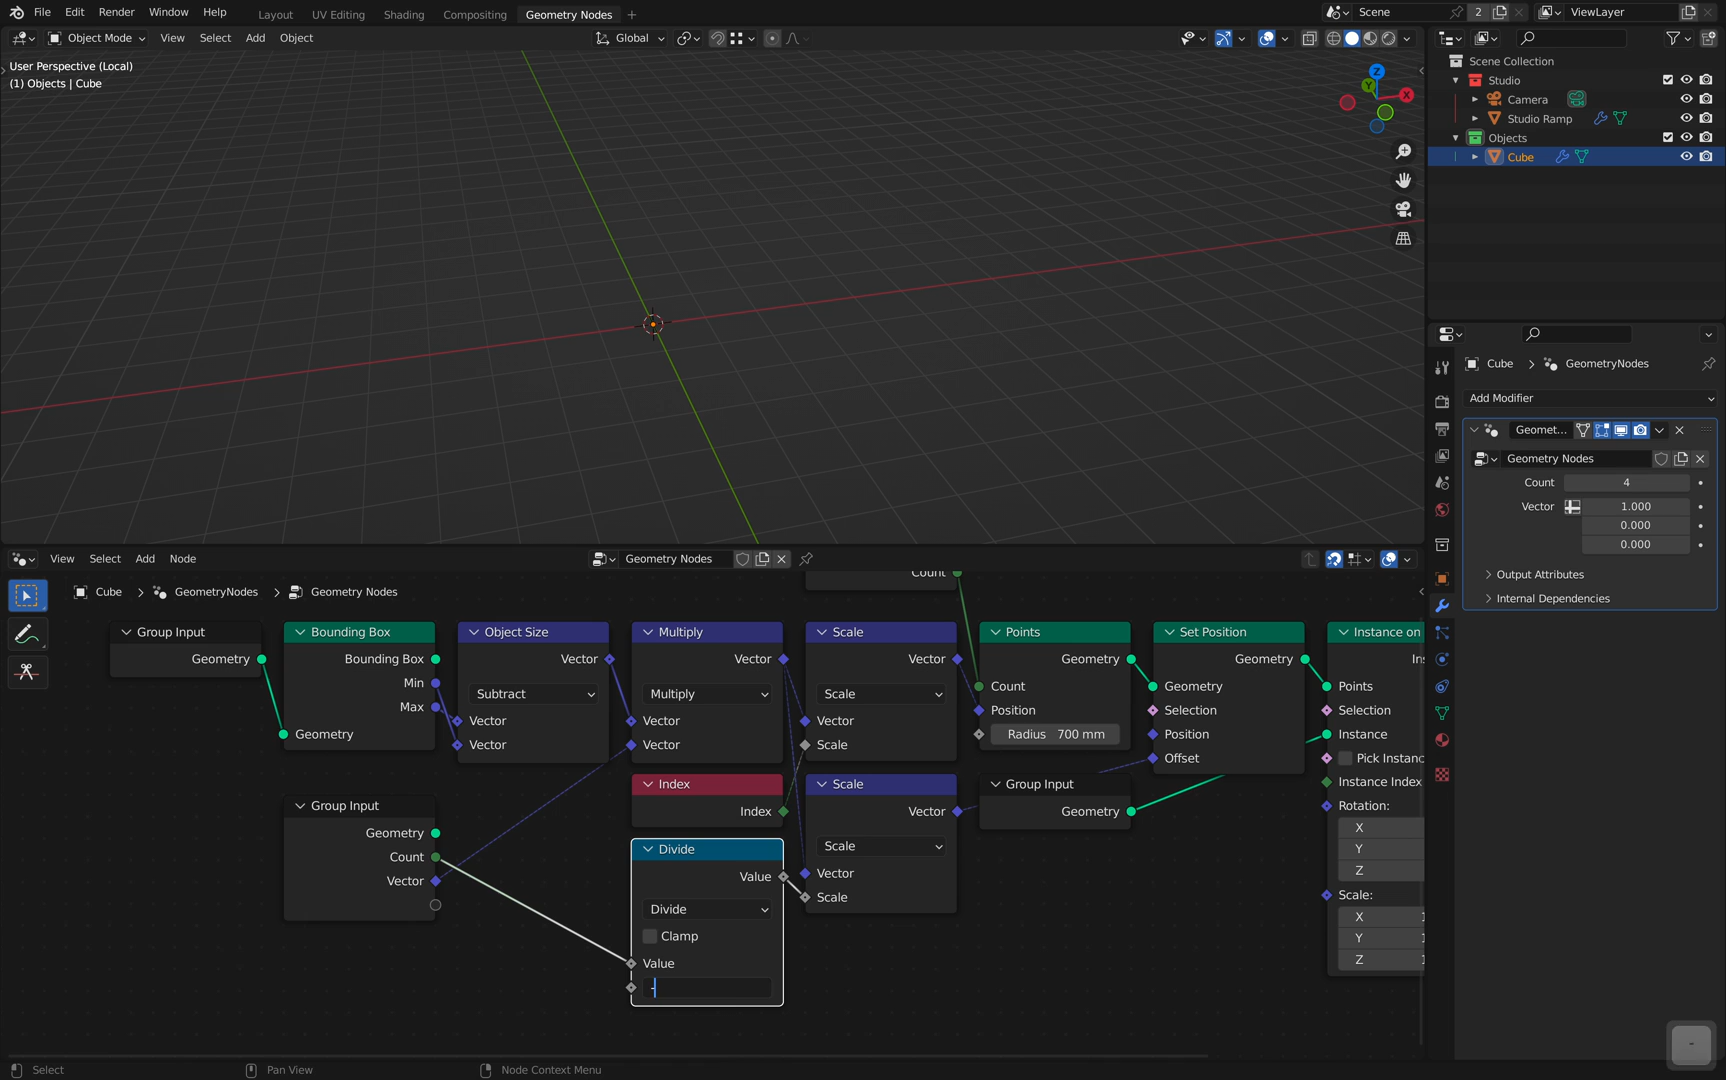 File Edit Render Window Help
Layout UV Editing Shading Compositing Geometry Nodes +
Scene 2 ViewLayer
Object Mode View Select Add Object Global
User Perspective (Local)
(1) Objects | Cube
Z
Y
X
Scene Collection
Studio
Camera
Studio Ramp
Objects
Cube
Cube > GeometryNodes
Add Modifier
Geomet...
Geometry Nodes
Count 4
Vector 1.000
0.000
0.000
> Output Attributes
> Internal Dependencies
View Select Add Node Geometry Nodes
Cube > GeometryNodes > Geometry Nodes
Count
Group Input
Geometry
Bounding Box
Bounding Box
Min
Max
Geometry
Object Size
Vector
Subtract
Vector
Vector
Multiply
Vector
Multiply
Vector
Vector
Scale
Vector
Scale
Vector
Scale
Points
Geometry
Count
Position
Radius 700 mm
Set Position
Geometry
Geometry
Selection
Position
Offset
Instance on
Ins
Points
Selection
Instance
Pick Instanc
Instance Index
Rotation:
X
Y
Z
Scale:
X 1
Y 1
Z 1
Group Input
Geometry
Count
Vector
Index
Index
Scale
Vector
Scale
Vector
Scale
Group Input
Geometry
Divide
Value
Divide
Clamp
Value
-
-
Select Pan View Node Context Menu